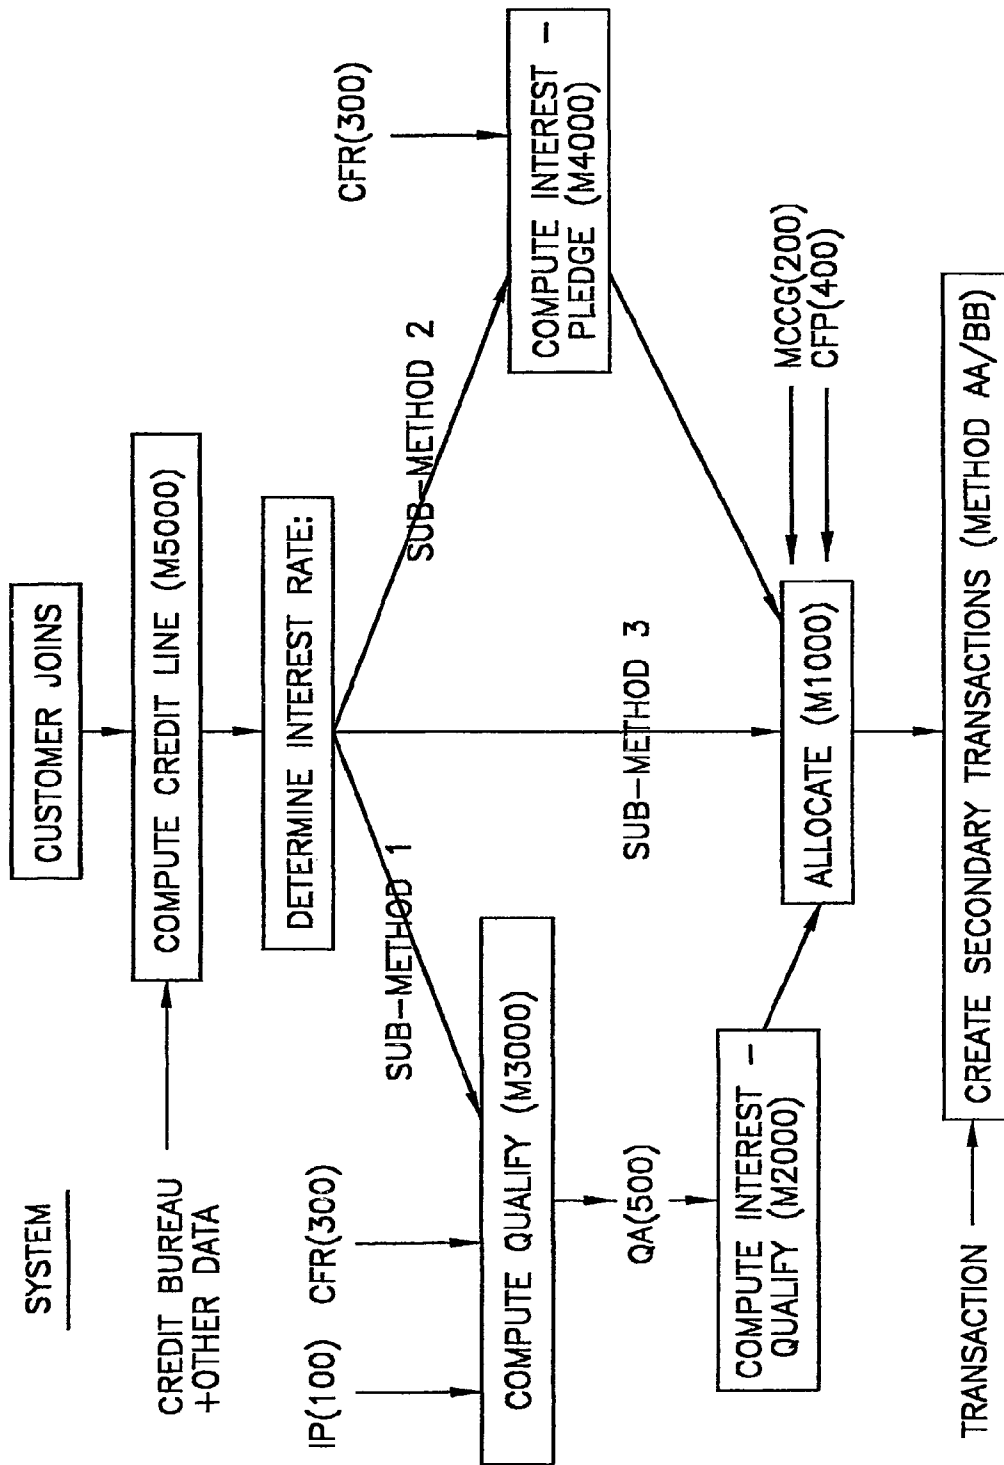 SYSTEM
CUSTOMER JOINS
CREDIT BUREAU
+OTHER DATA
COMPUTE CREDIT LINE (M5000)
DETERMINE INTEREST RATE:
SUB-METHOD 1
SUB-METHOD 2
SUB-METHOD 3
IP(100)
CFR(300)
CFR(300)
COMPUTE QUALIFY (M3000)
COMPUTE INTEREST -
PLEDGE (M4000)
QA(500)
COMPUTE INTEREST -
QUALIFY (M2000)
MCCG(200)
CFP(400)
ALLOCATE (M1000)
TRANSACTION
CREATE SECONDARY TRANSACTIONS (METHOD AA/BB)